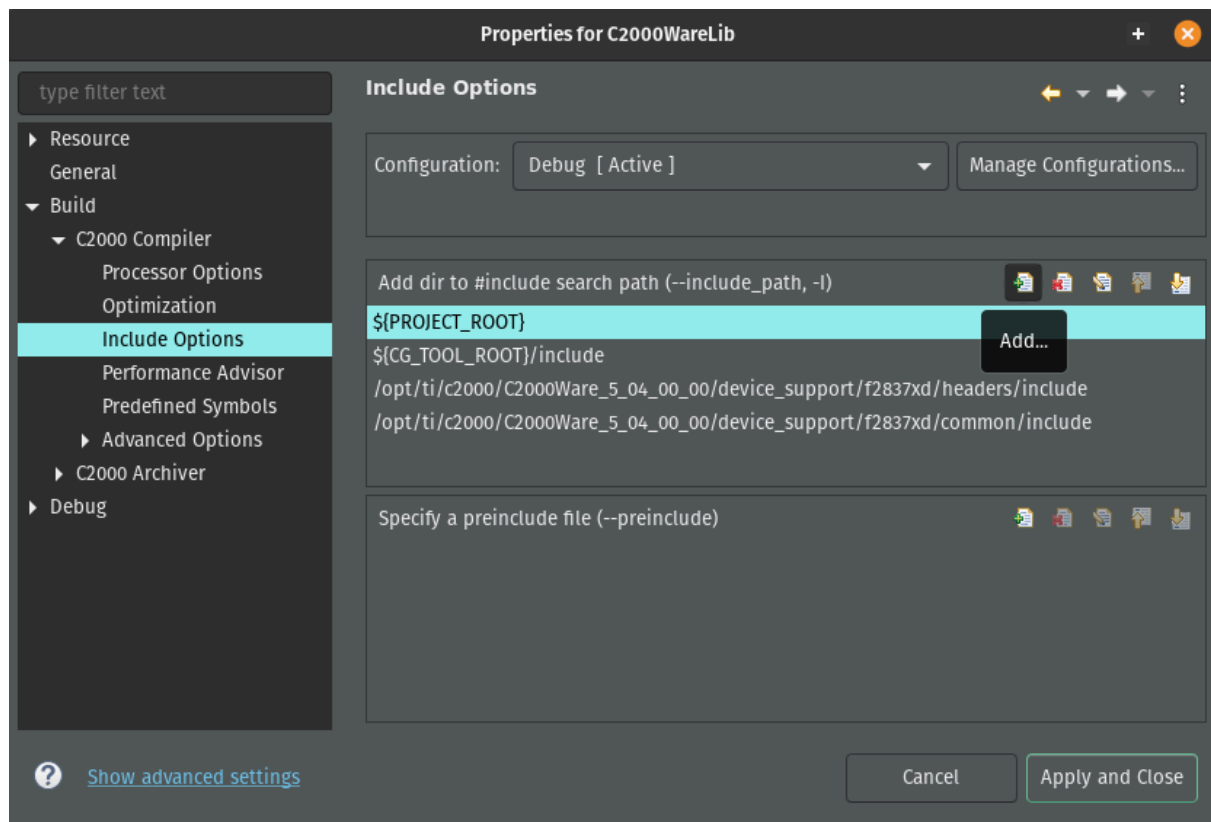 Properties for C2000WareLib
type filter text
Resource
General
Build
C2000 Compiler
Processor Options
Optimization
Include Options
Performance Advisor
Predefined Symbols
Advanced Options
C2000 Archiver
Debug
Include Options
Configuration:
Debug [ Active ]
Manage Configurations...
Add dir to #include search path (--include_path, -I)
${PROJECT_ROOT}
Add...
${CG_TOOL_ROOT}/include
/opt/ti/c2000/C2000Ware_5_04_00_00/device_support/f2837xd/headers/include
/opt/ti/c2000/C2000Ware_5_04_00_00/device_support/f2837xd/common/include
Specify a preinclude file (--preinclude)
Show advanced settings
Cancel
Apply and Close